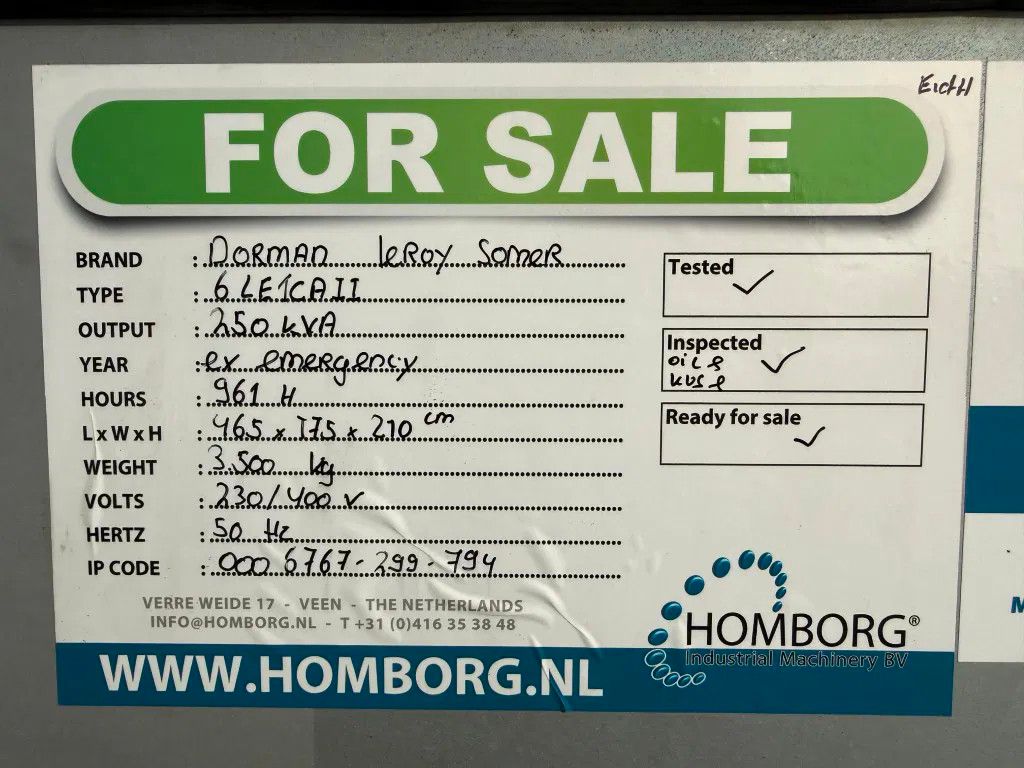 EictH
FOR SALE
BRAND : DORMAN LEROY SOMER
TYPE : 6LE1CAII
OUTPUT : 250 KVA
YEAR : ex emergency
HOURS : 961 H
L x W x H : 465 x 175 x 210 cm
WEIGHT : 3.500 kg
VOLTS : 230/400 V
HERTZ : 50 Hz
IP CODE : 000 6767-299-794
Tested ✓
Inspected ✓
Ready for sale ✓
VERRE WEIDE 17 - VEEN - THE NETHERLANDS
INFO@HOMBORG.NL - T +31 (0)416 35 38 48
WWW.HOMBORG.NL
HOMBORG®
Industrial Machinery BV
M